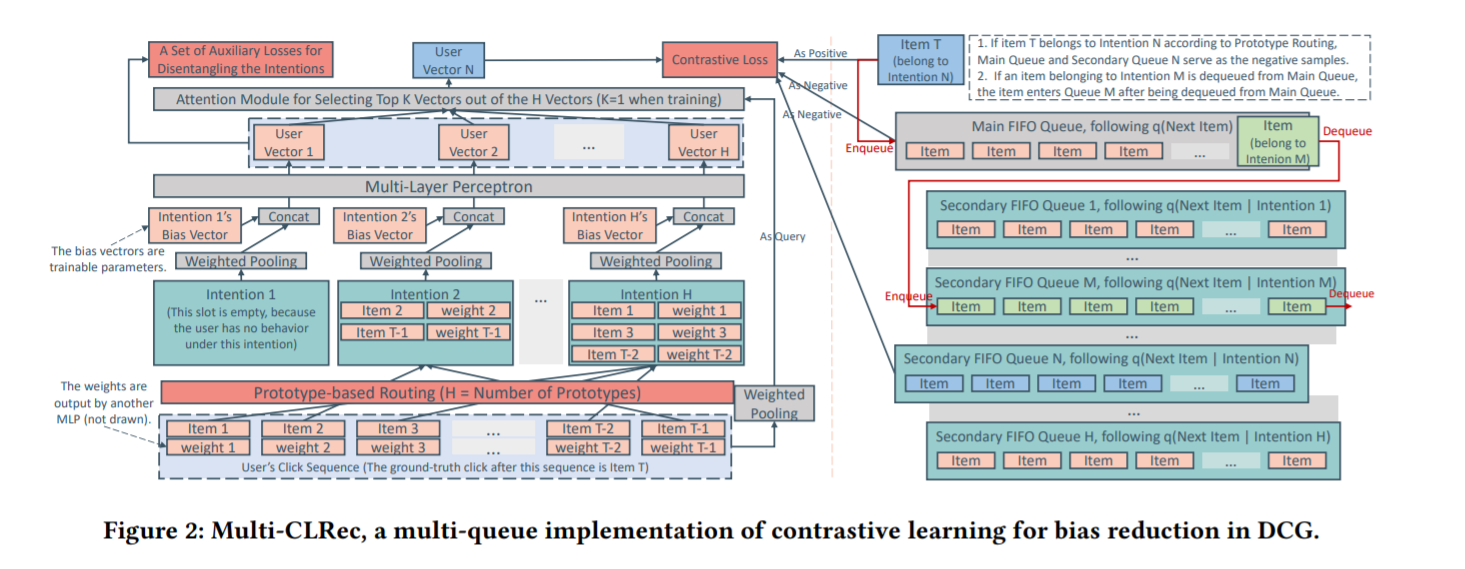 A Set of Auxiliary Losses for
Disentangling the Intentions
User
Vector N
Contrastive Loss
As Positive
As Negative
As Negative
Item T
(belong to
Intention N)
1. If item T belongs to Intention N according to Prototype Routing,
Main Queue and Secondary Queue N serve as the negative samples.
2. If an item belonging to Intention M is dequeued from Main Queue,
the item enters Queue M after being dequeued from Main Queue.
Attention Module for Selecting Top K Vectors out of the H Vectors (K=1 when training)
User
Vector 1
User
Vector 2
...
User
Vector H
Multi-Layer Perceptron
Intention 1's
Bias Vector
Concat
Intention 2's
Bias Vector
Concat
Intention H's
Bias Vector
Concat
As Query
The bias vectrors are
trainable parameters.
Weighted Pooling
Weighted Pooling
Weighted Pooling
Intention 1
(This slot is empty, because
the user has no behavior
under this intention)
Intention 2
Item 2 weight 2
Item T-1 weight T-1
...
Intention H
Item 1 weight 1
Item 3 weight 3
Item T-2 weight T-2
The weights are
output by another
MLP (not drawn).
Prototype-based Routing (H = Number of Prototypes)
Weighted
Pooling
Item 1 Item 2 Item 3 ... Item T-2 Item T-1
weight 1 weight 2 weight 3 ... weight T-2 weight T-1
User's Click Sequence (The ground-truth click after this sequence is Item T)
Enqueue
Main FIFO Queue, following q(Next Item)
Item Item Item Item ...
Item
(belong to
Intenion M)
Dequeue
Secondary FIFO Queue 1, following q(Next Item | Intention 1)
Item Item Item Item ... Item
...
Enqueue
Secondary FIFO Queue M, following q(Next Item | Intention M)
Item Item Item Item ... Item
Dequeue
...
Secondary FIFO Queue N, following q(Next Item | Intention N)
Item Item Item Item ... Item
...
Secondary FIFO Queue H, following q(Next Item | Intention H)
Item Item Item Item ... Item
Figure 2: Multi-CLRec, a multi-queue implementation of contrastive learning for bias reduction in DCG.